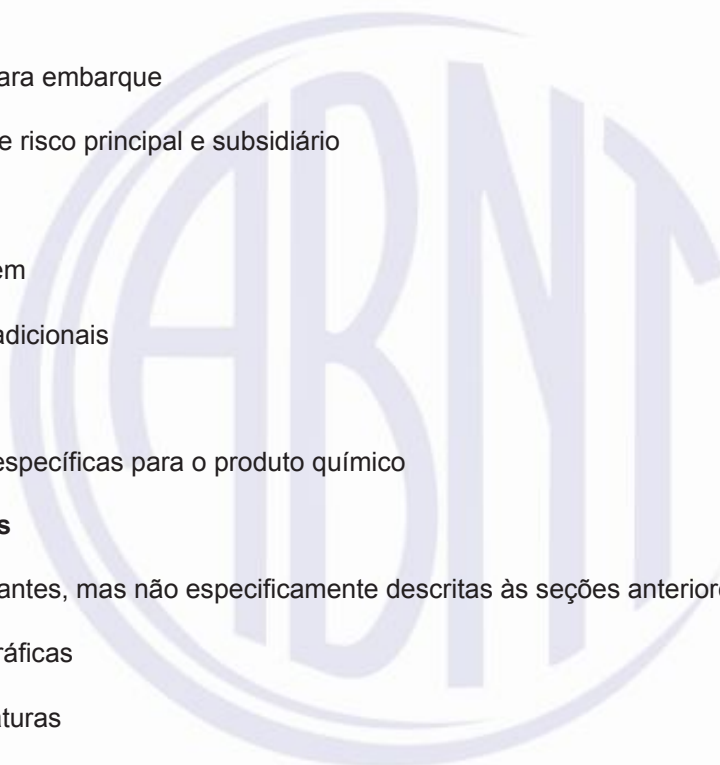 ara embarque
e risco principal e subsidiário
em
adicionais
específicas para o produto químico
s
antes, mas não especificamente descritas às seções anterior
ráficas
aturas
ABNT